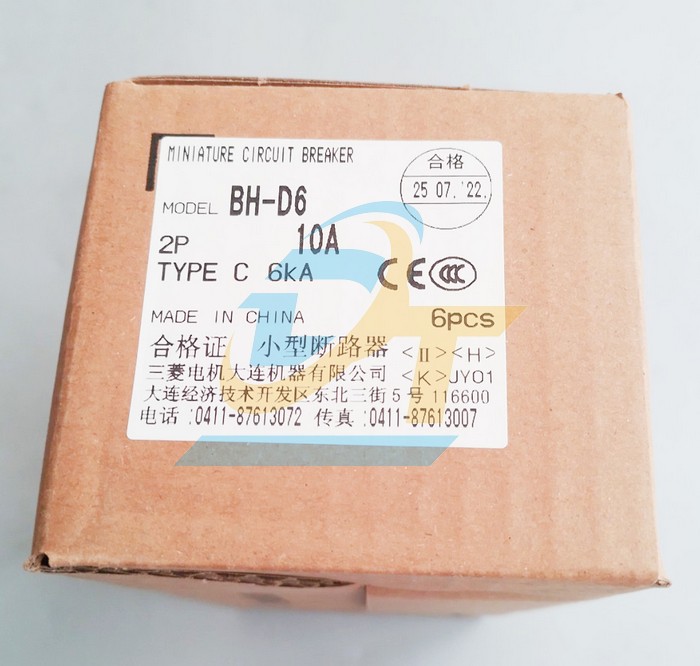 MINIATURE CIRCUIT BREAKER
合格
25 07.'22.
MODEL BH-D6
2P 10A
TYPE C 6kA CE CCC
MADE IN CHINA 6pcs
合格证 小型断路器 <II><H>
三菱电机大连机器有限公司 <K>JY01
大连经济技术开发区东北三街5号 116600
电话:0411-87613072 传真:0411-87613007